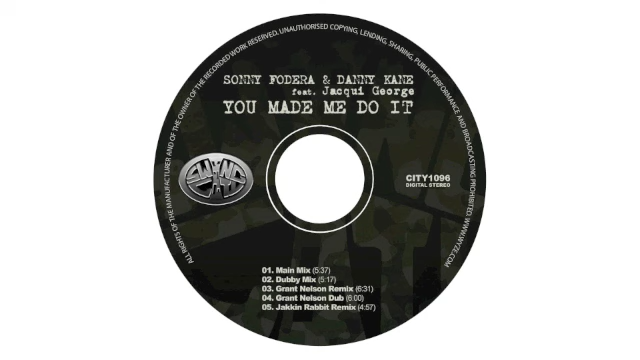 ALL RIGHTS OF THE MANUFACTURER AND OF THE OWNER OF THE RECORDED WORK RESERVED. UNAUTHORISED COPYING, LENDING, SHARING, PUBLIC PERFORMANCE AND BROADCASTING PROHIBITED. WWW.WYZE.COM
SONNY FODERA & DANNY KANE
feat. Jacqui George
YOU MADE ME DO IT
SWING CITY
CITY1096
DIGITAL STEREO
01. Main Mix (5:37)
02. Dubby Mix (5:17)
03. Grant Nelson Remix (6:31)
04. Grant Nelson Dub (6:00)
05. Jakkin Rabbit Remix (4:57)